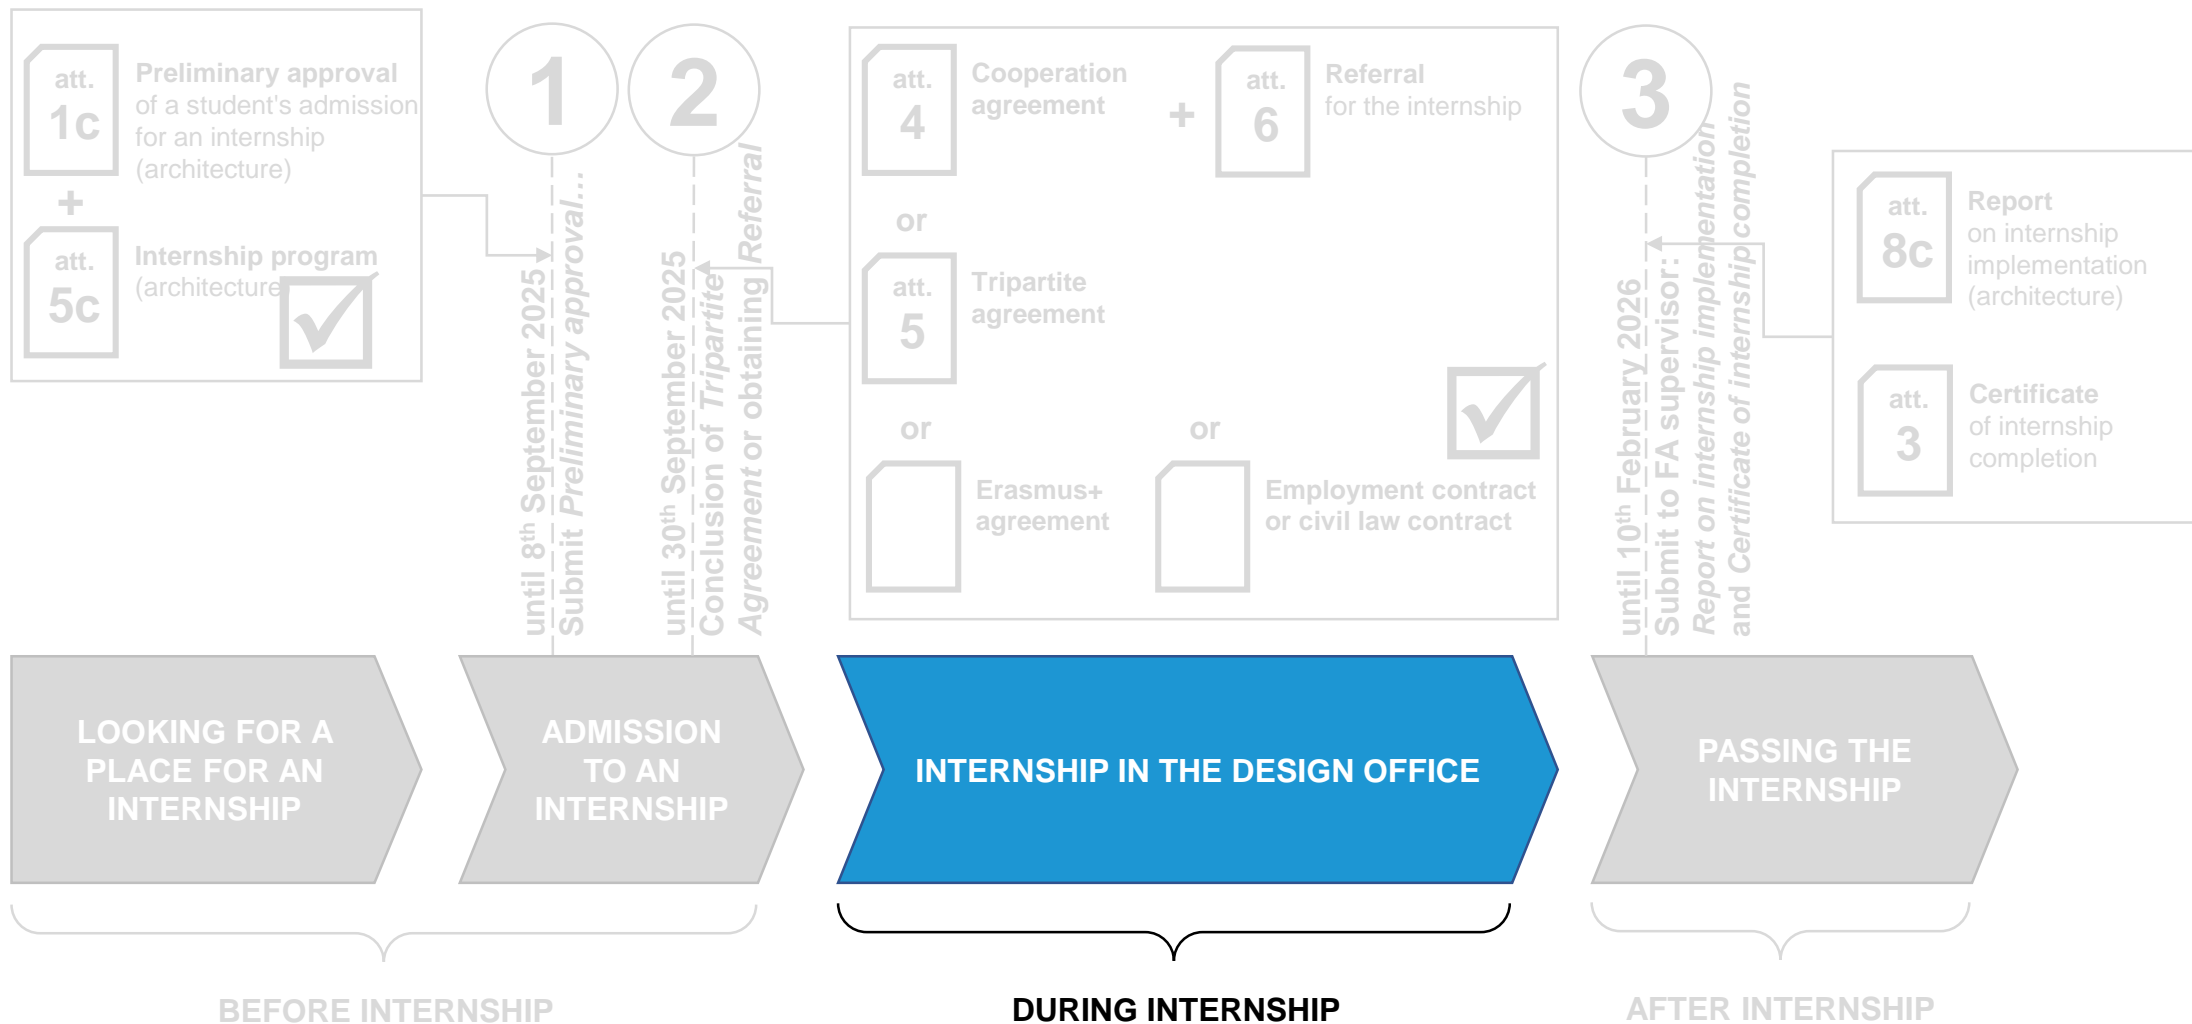 att.
1c
Preliminary approval
of a student's admission
for an internship
(architecture)
+
att.
5c
Internship program
(architecture
1
until 8th September 2025
Submit Preliminary approval...
2
until 30th September 2025
Conclusion of Tripartite
Agreement or obtaining Referral
att.
4
Cooperation
agreement
+
att.
6
Referral
for the internship
or
att.
5
Tripartite
agreement
or
Erasmus+
agreement
or
Employment contract
or civil law contract
3
until 10th February 2026
Submit to FA supervisor:
Report on internship implementation
and Certificate of internship completion
att.
8c
Report
on internship
implementation
(architecture)
att.
3
Certificate
of internship
completion
LOOKING FOR A
PLACE FOR AN
INTERNSHIP
ADMISSION
TO AN
INTERNSHIP
INTERNSHIP IN THE DESIGN OFFICE
PASSING THE
INTERNSHIP
BEFORE INTERNSHIP
DURING INTERNSHIP
AFTER INTERNSHIP